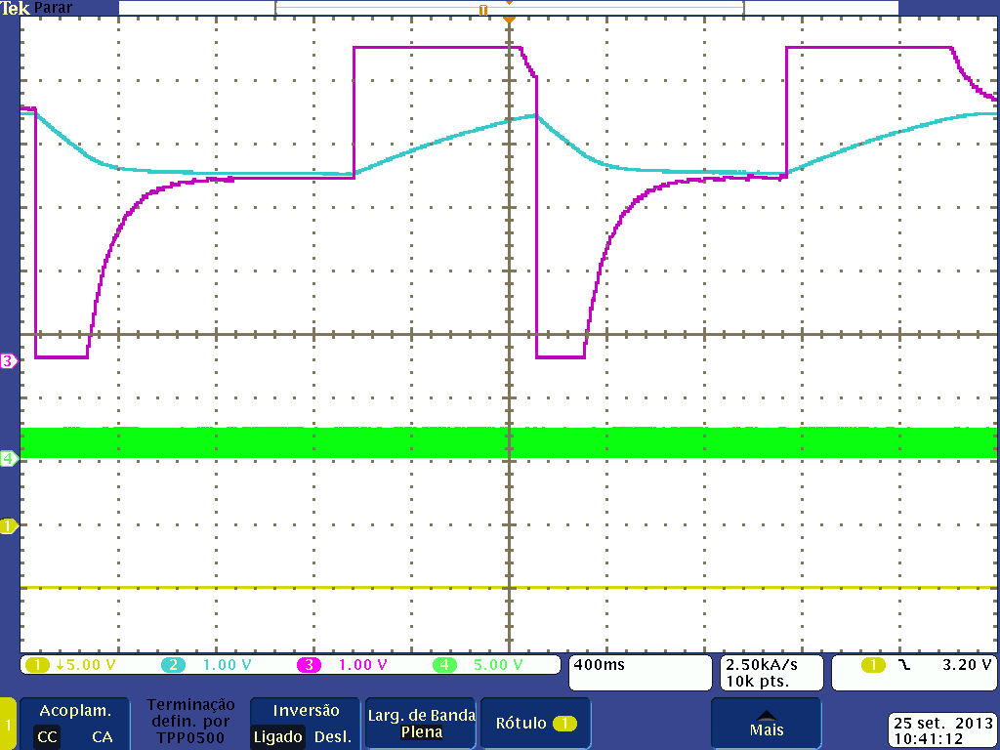 Tek Parar
T
3
4
1
1 ↓5.00 V 2 1.00 V 3 1.00 V 4 5.00 V
400ms
2.50kA/s
10k pts.
1 3.20 V
1
Acoplam.
CC CA
Terminação
defin. por
TPP0500
Inversão
Ligado Desl.
Larg. de Banda
Plena
Rótulo 1
Mais
25 set. 2013
10:41:12